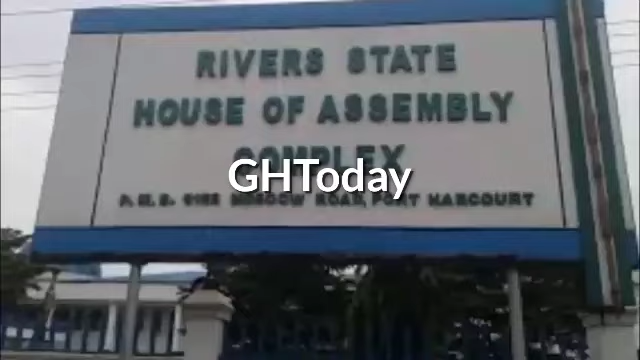 RIVERS STATE
HOUSE OF ASSEMBLY
COMPLEX
GHToday
MOSCOW ROAD, PORT HARCOURT